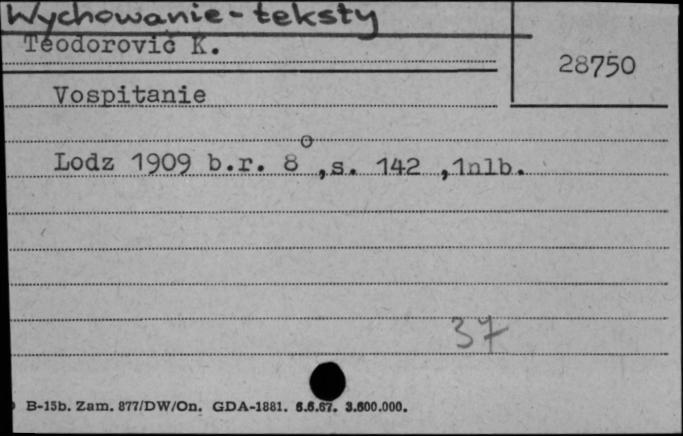 Wychowanie-teksty
Teodorovič K.
28750
Vospitanie
Lodz 1909 b.r. 8°, s. 142 ,1nlb.
37
B-15b. Zam. 877/DW/On. GDA-1881. 6.6.67. 3.600.000.